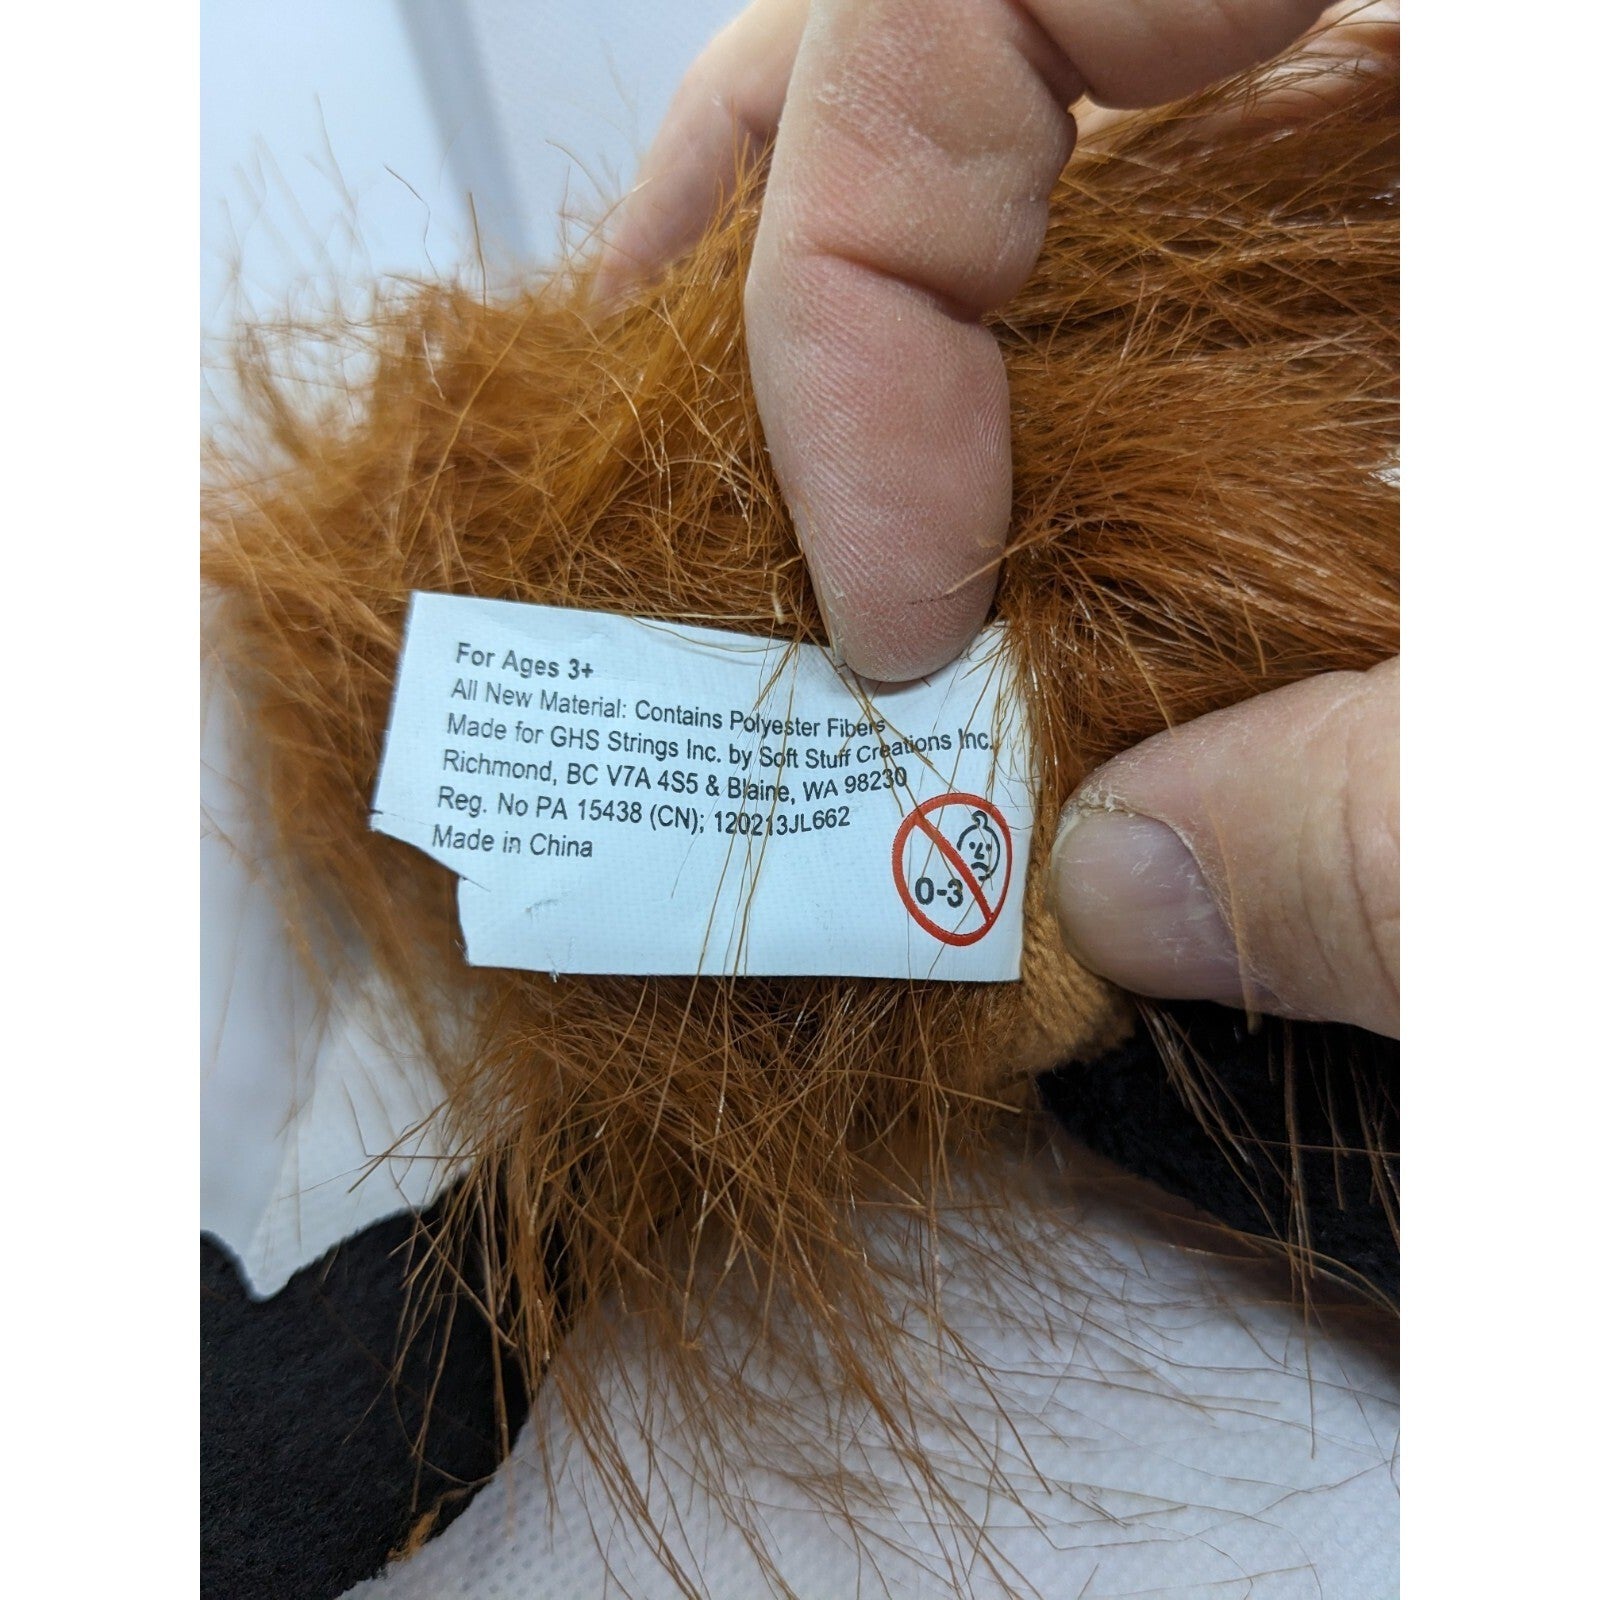 For Ages 3+
All New Material: Contains Polyester Fibers
Made for GHS Strings Inc. by Soft Stuff Creations Inc.
Richmond, BC V7A 4S5 & Blaine, WA 98230
Reg. No PA 15438 (CN); 120213JL662
Made in China
0-3